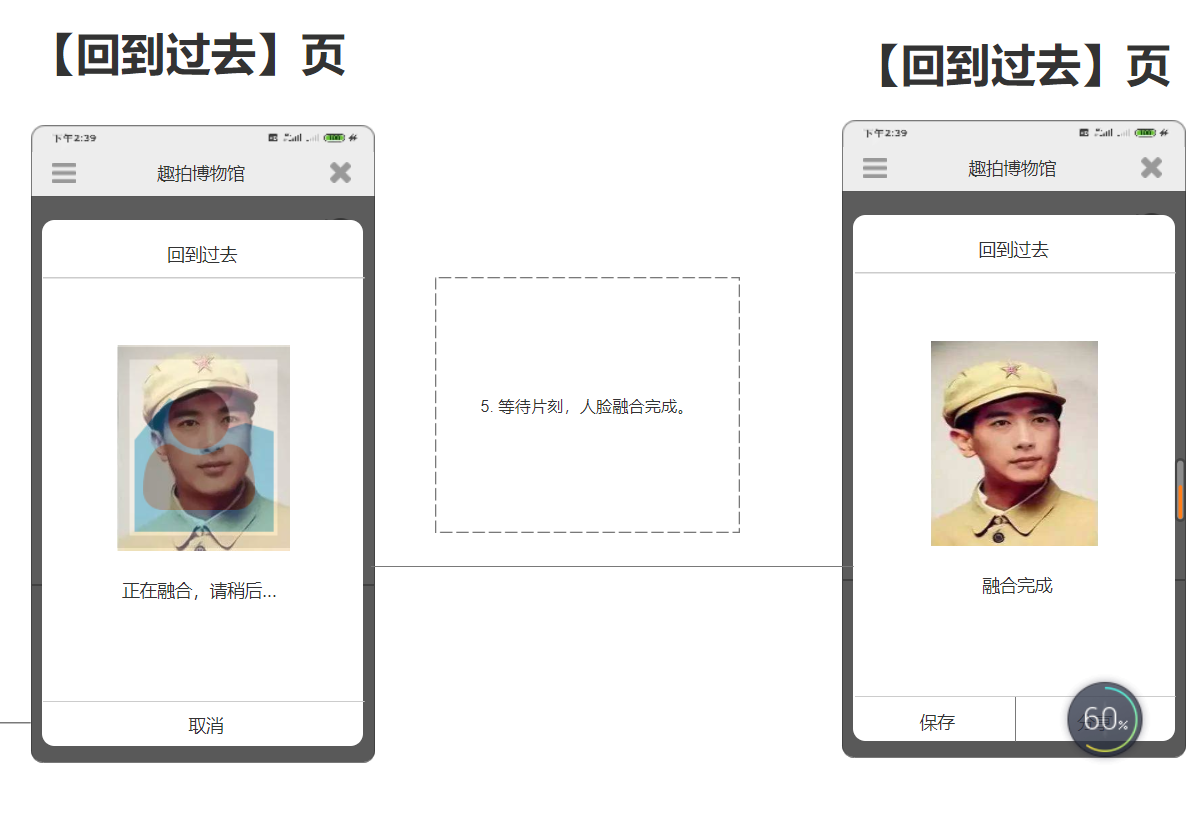 【回到过去】页
下午2:39
100
趣拍博物馆
回到过去
正在融合，请稍后...
取消
5. 等待片刻，人脸融合完成。
【回到过去】页
下午2:39
100
趣拍博物馆
回到过去
融合完成
保存
60%